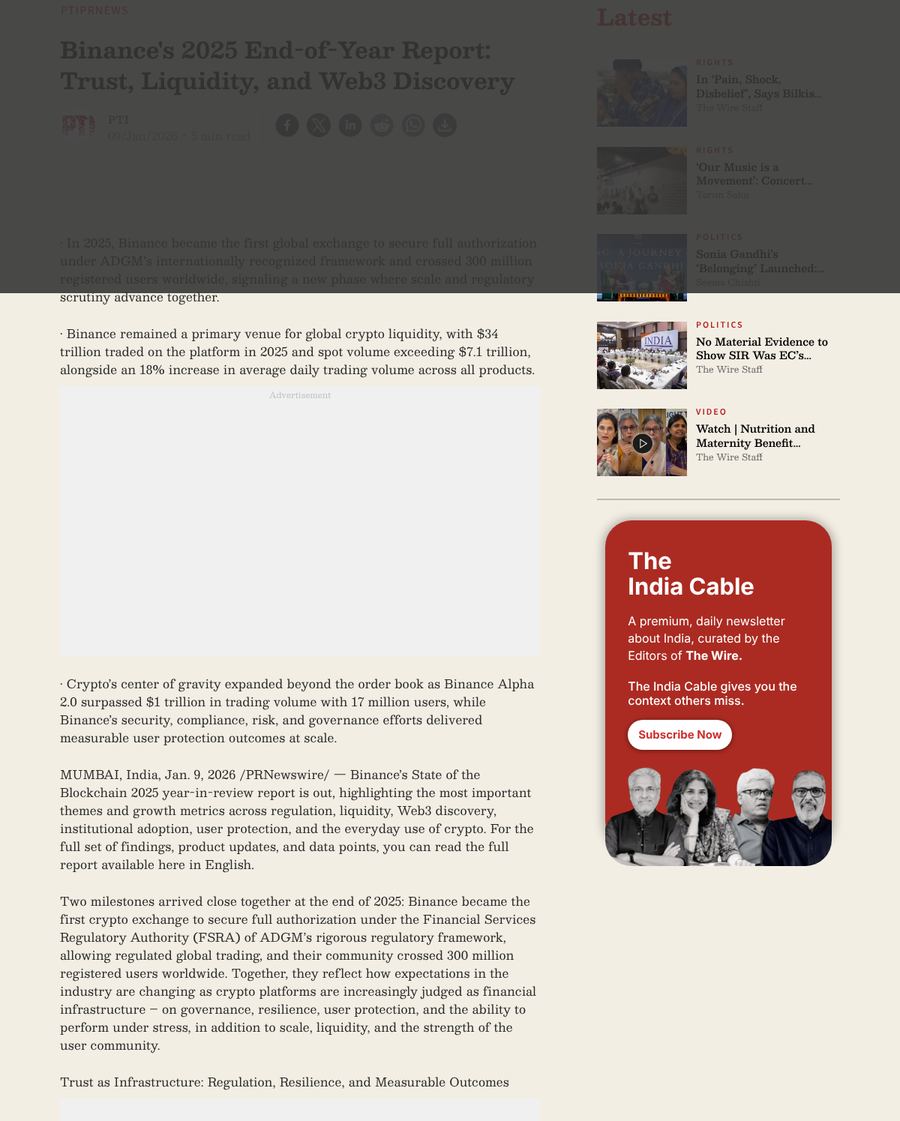 PTIPRNEWS
Binance's 2025 End-of-Year Report:
Trust, Liquidity, and Web3 Discovery
PTI
09/Jan/2026 • 5 min read
· In 2025, Binance became the first global exchange to secure full authorization
under ADGM's internationally recognized framework and crossed 300 million
registered users worldwide, signaling a new phase where scale and regulatory
scrutiny advance together.
· Binance remained a primary venue for global crypto liquidity, with $34
trillion traded on the platform in 2025 and spot volume exceeding $7.1 trillion,
alongside an 18% increase in average daily trading volume across all products.
Advertisement
· Crypto's center of gravity expanded beyond the order book as Binance Alpha
2.0 surpassed $1 trillion in trading volume with 17 million users, while
Binance's security, compliance, risk, and governance efforts delivered
measurable user protection outcomes at scale.
MUMBAI, India, Jan. 9, 2026 /PRNewswire/ — Binance's State of the
Blockchain 2025 year-in-review report is out, highlighting the most important
themes and growth metrics across regulation, liquidity, Web3 discovery,
institutional adoption, user protection, and the everyday use of crypto. For the
full set of findings, product updates, and data points, you can read the full
report available here in English.
Two milestones arrived close together at the end of 2025: Binance became the
first crypto exchange to secure full authorization under the Financial Services
Regulatory Authority (FSRA) of ADGM's rigorous regulatory framework,
allowing regulated global trading, and their community crossed 300 million
registered users worldwide. Together, they reflect how expectations in the
industry are changing as crypto platforms are increasingly judged as financial
infrastructure – on governance, resilience, user protection, and the ability to
perform under stress, in addition to scale, liquidity, and the strength of the
user community.
Trust as Infrastructure: Regulation, Resilience, and Measurable Outcomes
Latest
RIGHTS
In 'Pain, Shock,
Disbelief', Says Bilkis...
The Wire Staff
RIGHTS
'Our Music is a
Movement': Concert...
POLITICS
Sonia Gandhi's
'Belonging' Launched:...
Seema Chishti
A JOURNEY
SONIA GANDHI
POLITICS
No Material Evidence to
Show SIR Was EC's...
The Wire Staff
INDIA
VIDEO
Watch | Nutrition and
Maternity Benefit...
The Wire Staff
The
India Cable
A premium, daily newsletter
about India, curated by the
Editors of The Wire.
The India Cable gives you the
context others miss.
Subscribe Now